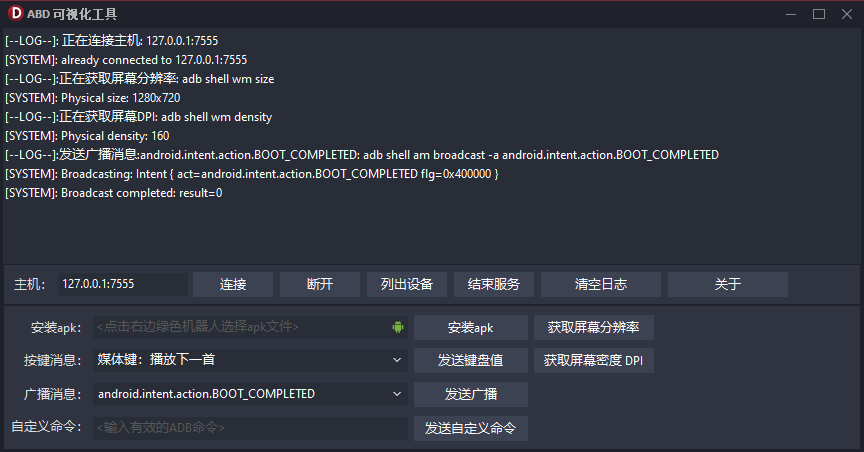 ABD 可视化工具
[--LOG--]: 正在连接主机: 127.0.0.1:7555
[SYSTEM]: already connected to 127.0.0.1:7555
[--LOG--]:正在获取屏幕分辨率: adb shell wm size
[SYSTEM]: Physical size: 1280x720
[--LOG--]:正在获取屏幕DPI: adb shell wm density
[SYSTEM]: Physical density: 160
[--LOG--]:发送广播消息:android.intent.action.BOOT_COMPLETED: adb shell am broadcast -a android.intent.action.BOOT_COMPLETED
[SYSTEM]: Broadcasting: Intent { act=android.intent.action.BOOT_COMPLETED flg=0x400000 }
[SYSTEM]: Broadcast completed: result=0
主机: 127.0.0.1:7555 连接 断开 列出设备 结束服务 清空日志 关于
安装apk: <点击右边绿色机器人选择apk文件> 安装apk 获取屏幕分辨率
按键消息: 媒体键: 播放下一首 发送键盘值 获取屏幕密度 DPI
广播消息: android.intent.action.BOOT_COMPLETED 发送广播
自定义命令: <输入有效的ADB命令> 发送自定义命令